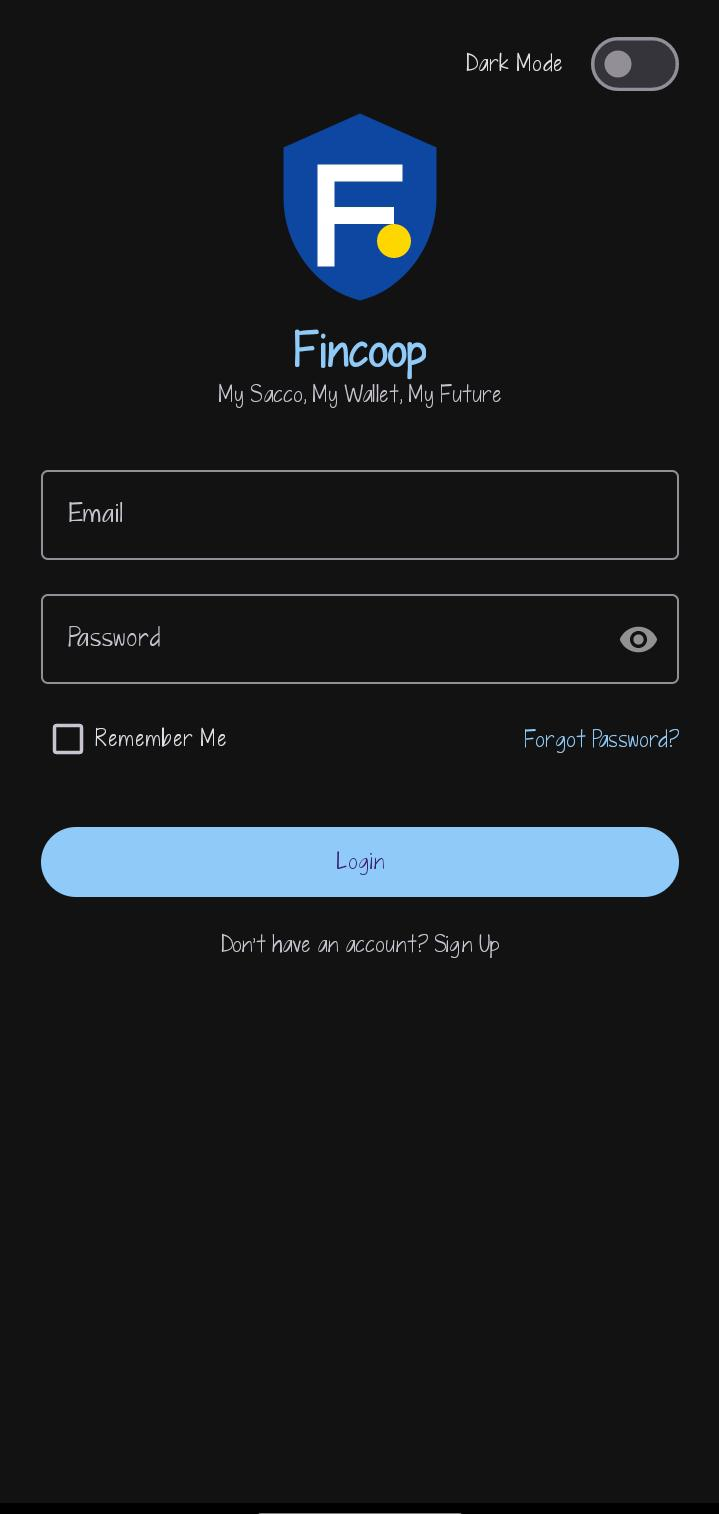 Dark Mode
F
Fincoop
My Sacco, My Wallet, My Future
Email
Password
Remember Me
Forgot Password?
Login
Don't have an account? Sign Up